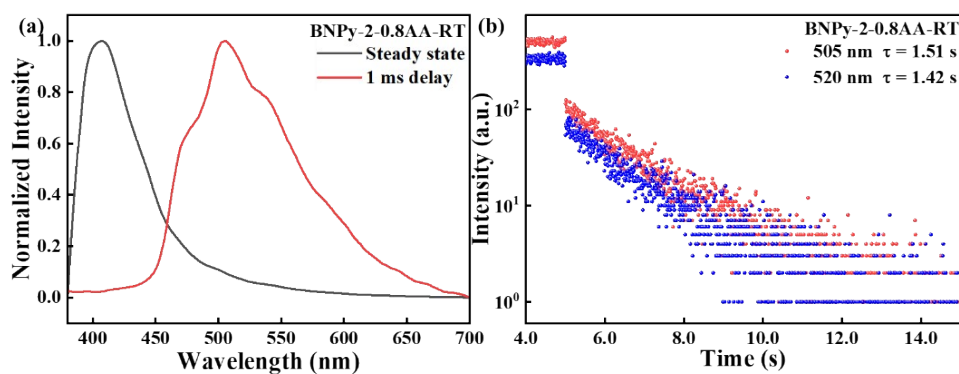 (a)
BNPy-2-0.8AA-RT
Steady state
1 ms delay
Normalized Intensity
1.0
0.8
0.6
0.4
0.2
0.0
400
450
500
550
600
650
700
Wavelength (nm)
(b)
BNPy-2-0.8AA-RT
505 nm τ = 1.51 s
520 nm τ = 1.42 s
Intensity (a.u.)
10²
10¹
10⁰
4.0
6.0
8.0
10.0
12.0
14.0
Time (s)